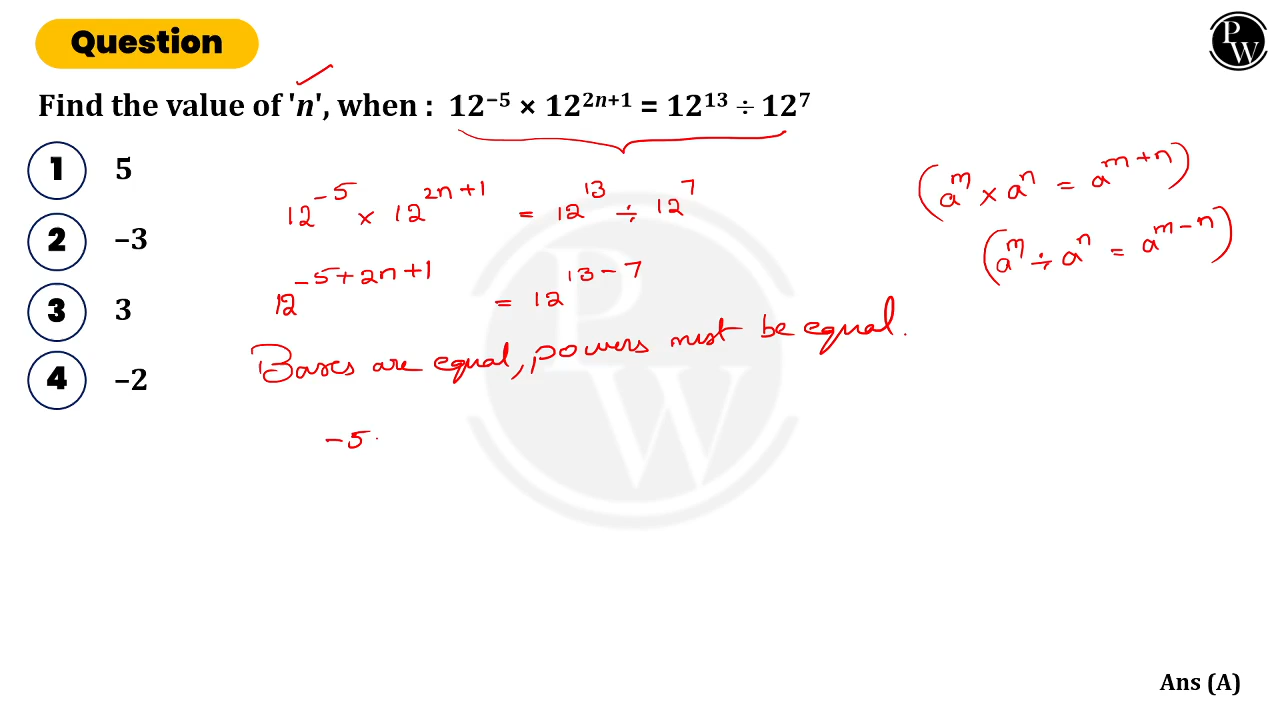 Question
PW
Find the value of 'n', when : 12⁻⁵ × 12²ⁿ⁺¹ = 12¹³ ÷ 12⁷
1 5
2 –3
3 3
4 –2
12⁻⁵ × 12²ⁿ⁺¹ = 12¹³ ÷ 12⁷
12⁻⁵⁺²ⁿ⁺¹ = 12¹³⁻⁷
Bases are equal, powers must be equal.
-5
(aᵐ × aⁿ = aᵐ⁺ⁿ)
(aᵐ ÷ aⁿ = aᵐ⁻ⁿ)
PW
Ans (A)